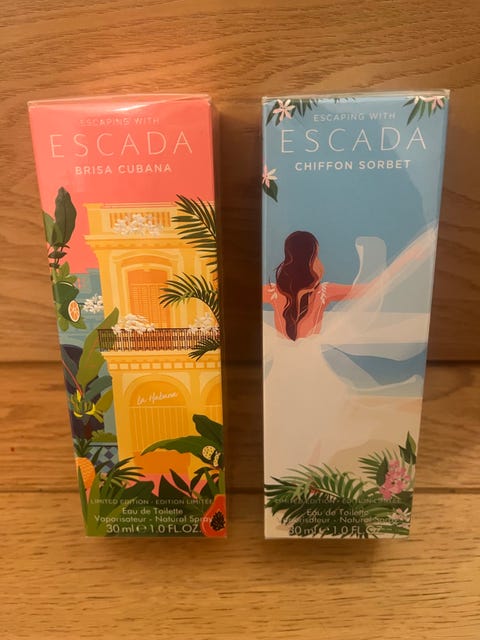 ESCAPING WITH
ESCADA
BRISA CUBANA
la Habana
LIMITED EDITION • EDITION LIMITÉE
Eau de Toilette
Vaporisateur • Natural Spray
30 ml ℮ 1.0 FL.OZ.
ESCAPING WITH
ESCADA
CHIFFON SORBET
LIMITED EDITION • EDITION LIMITÉE
Eau de Toilette
Vaporisateur • Natural Spray
30 ml ℮ 1.0 FL.OZ.